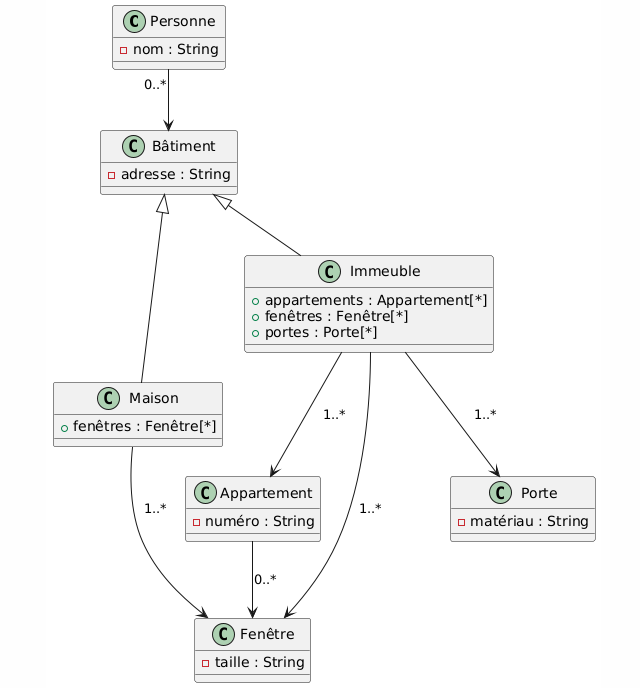 C Personne
nom : String
0..*
C Bâtiment
adresse : String
C Immeuble
appartements : Appartement[*]
fenêtres : Fenêtre[*]
portes : Porte[*]
C Maison
fenêtres : Fenêtre[*]
1..*
1..*
C Appartement
numéro : String
C Porte
matériau : String
1..*
1..*
0..*
C Fenêtre
taille : String